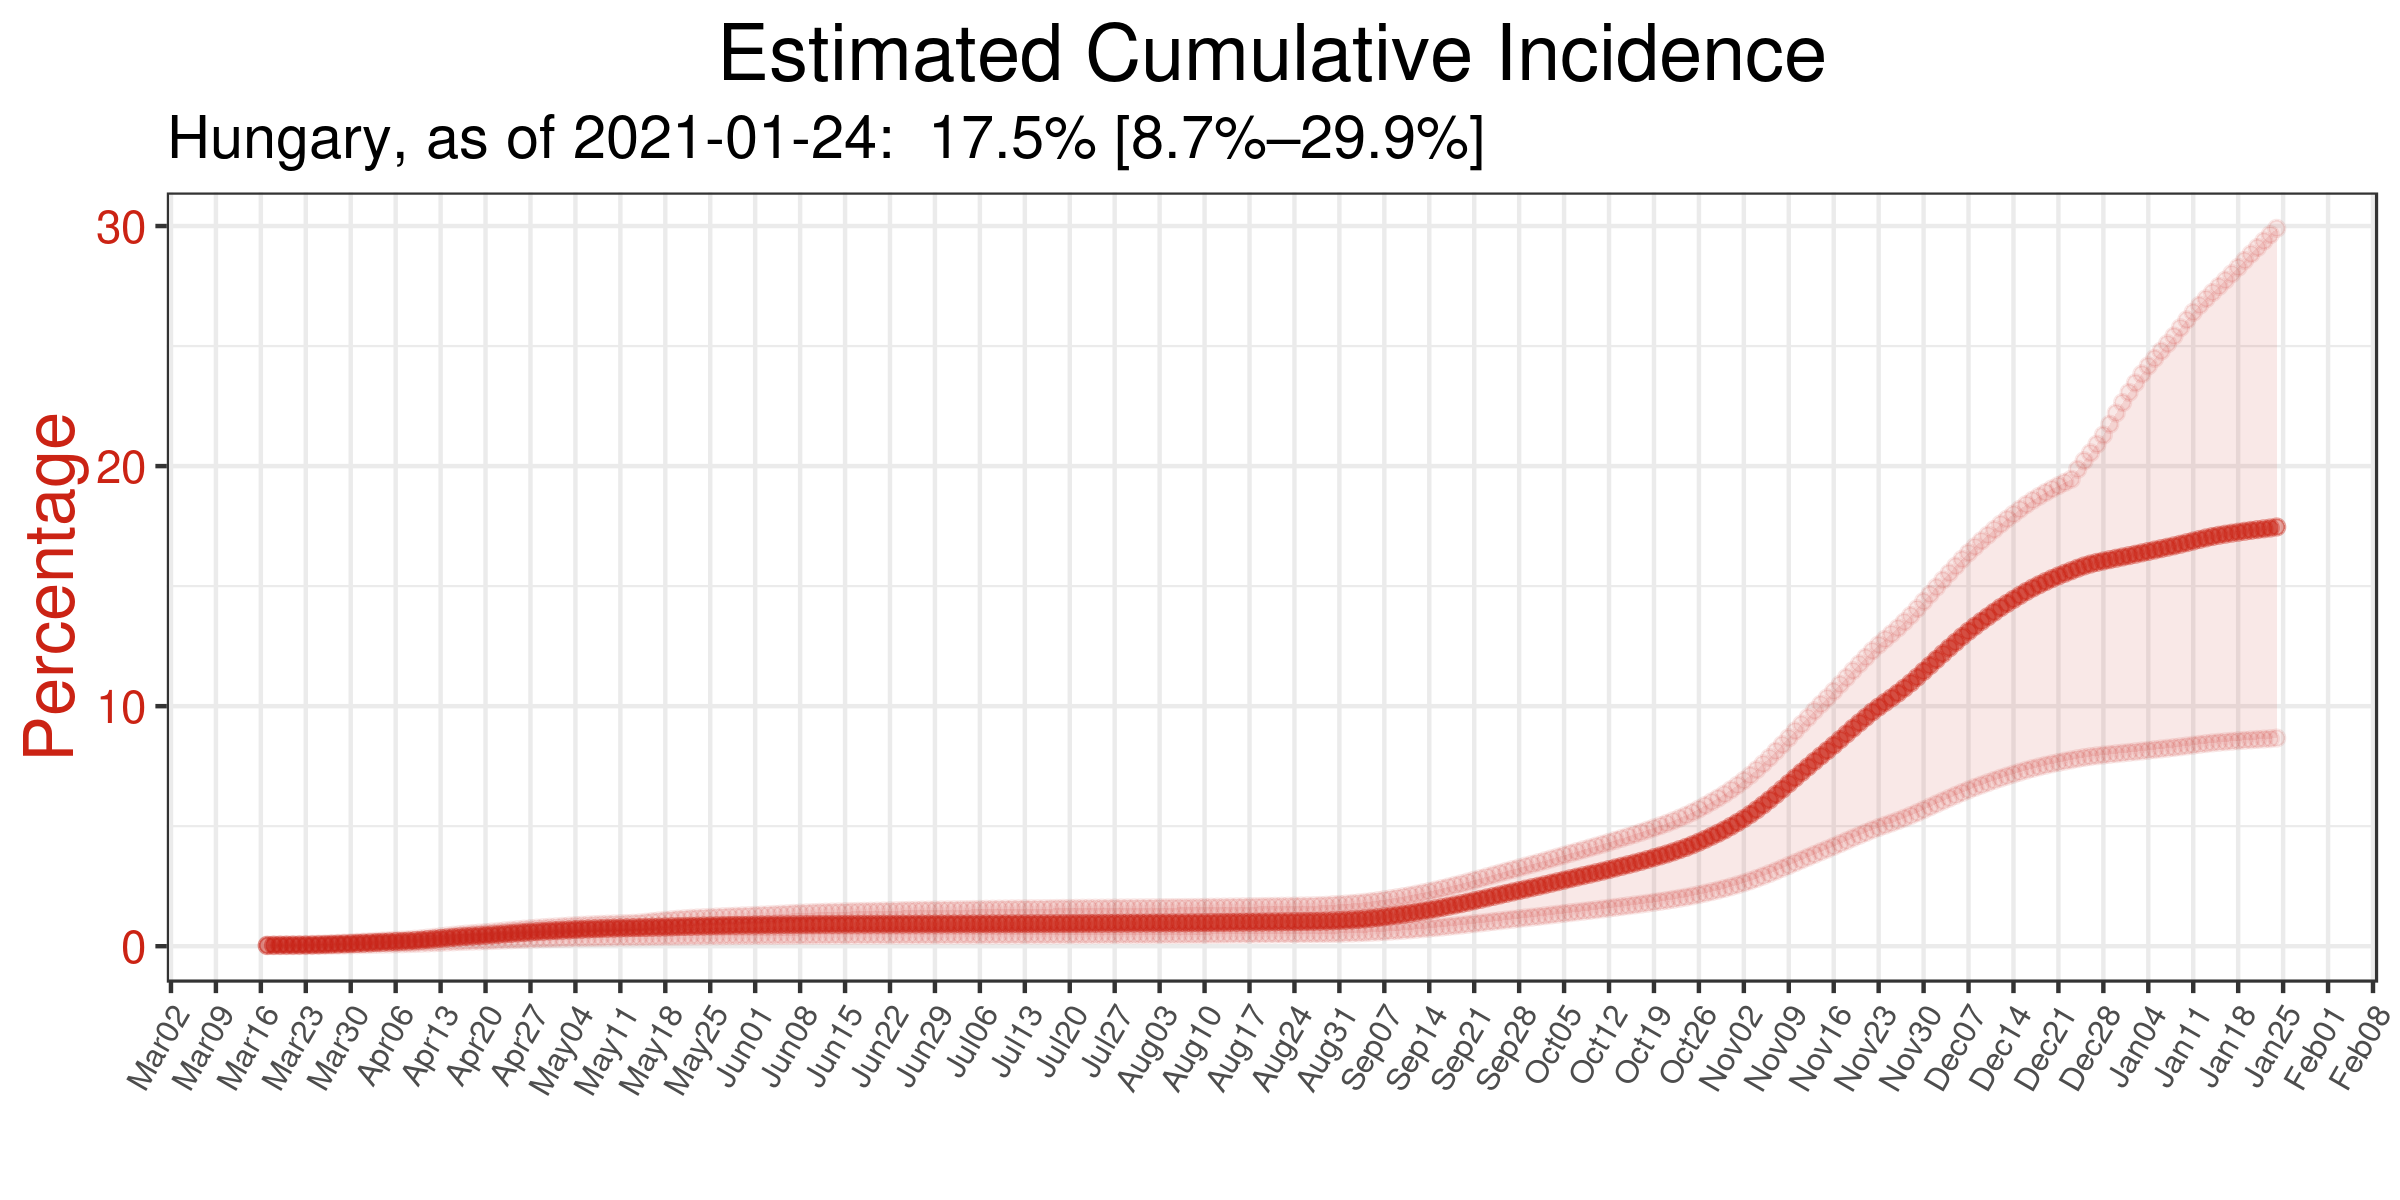 Estimated Cumulative Incidence
Hungary, as of 2021-01-24:  17.5% [8.7%–29.9%]
Percentage
30
20
10
0
Mar02
Mar09
Mar16
Mar23
Mar30
Apr06
Apr13
Apr20
Apr27
May04
May11
May18
May25
Jun01
Jun08
Jun15
Jun22
Jun29
Jul06
Jul13
Jul20
Jul27
Aug03
Aug10
Aug17
Aug24
Aug31
Sep07
Sep14
Sep21
Sep28
Oct05
Oct12
Oct19
Oct26
Nov02
Nov09
Nov16
Nov23
Nov30
Dec07
Dec14
Dec21
Dec28
Jan04
Jan11
Jan18
Jan25
Feb01
Feb08